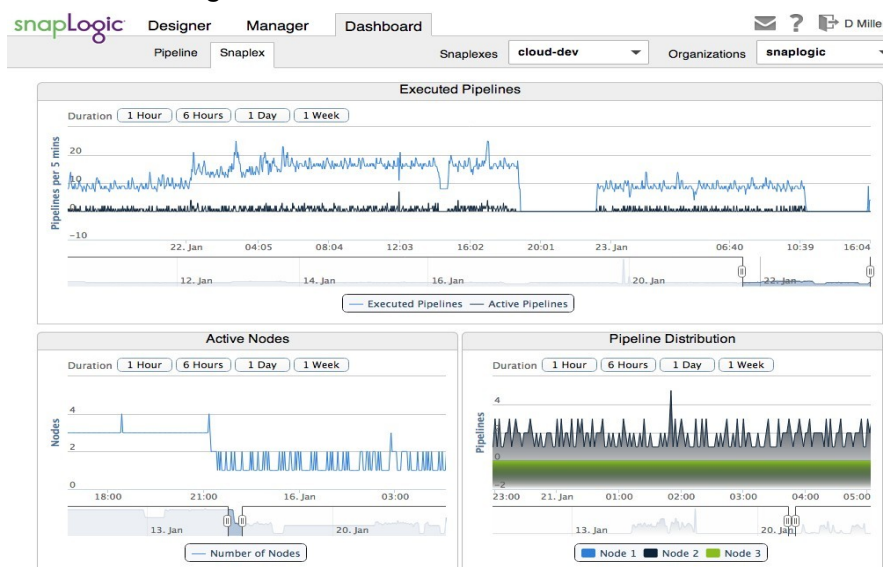 snapLogic Designer Manager Dashboard ? D Mille
Pipeline Snaplex Snaplexes cloud-dev Organizations snaplogic
Executed Pipelines
Duration 1 Hour 6 Hours 1 Day 1 Week
Pipelines per 5 mins
20
10
0
-10
22. Jan 04:05 08:04 12:03 16:02 20:01 23. Jan 06:40 10:39 16:04
12. Jan 14. Jan 16. Jan 20. Jan 22. Jan
Executed Pipelines Active Pipelines
Active Nodes
Duration 1 Hour 6 Hours 1 Day 1 Week
Nodes
4
2
0
18:00 21:00 16. Jan 03:00
13. Jan 20. Jan
Number of Nodes
Pipeline Distribution
Duration 1 Hour 6 Hours 1 Day 1 Week
Pipelines
4
0
-2
23:00 21. Jan 01:00 02:00 03:00 04:00 05:00
13. Jan 20. Jan
Node 1 Node 2 Node 3